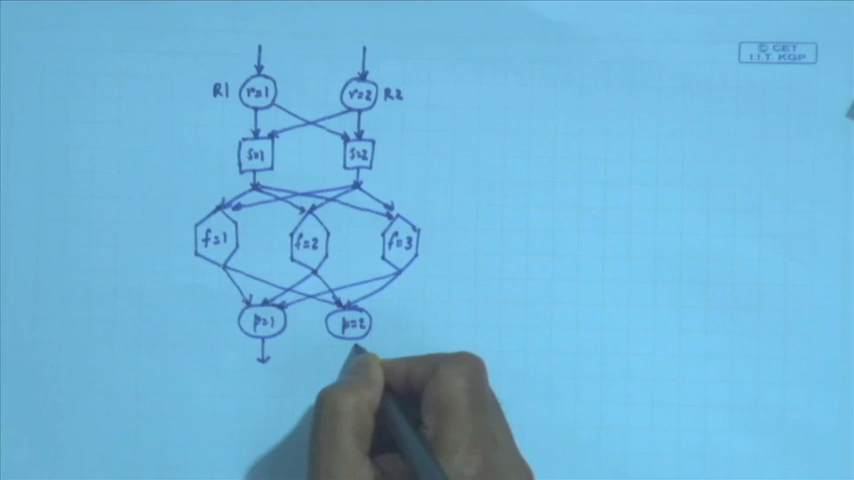 © CET
I.I.T. KGP
R1 r=1 r=2 R2
s=1 s=2
f=1 f=2 f=3
p=1 p=2